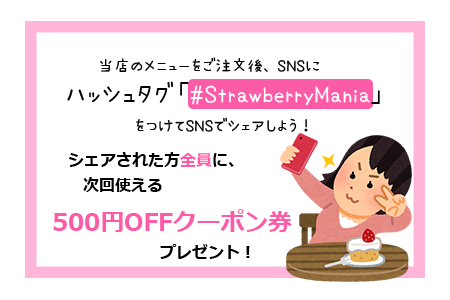 当店のメニューをご注文後、SNSに
ハッシュタグ「#StrawberryMania」
をつけてSNSでシェアしよう！
シェアされた方全員に、
次回使える
500円OFFクーポン券
プレゼント！